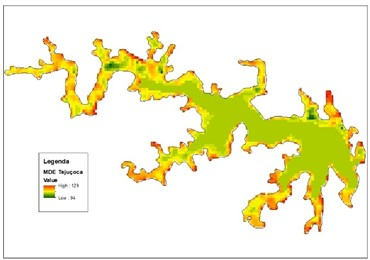 Legenda
MDE Tejuçoca
Value
High : 129
Low : 94